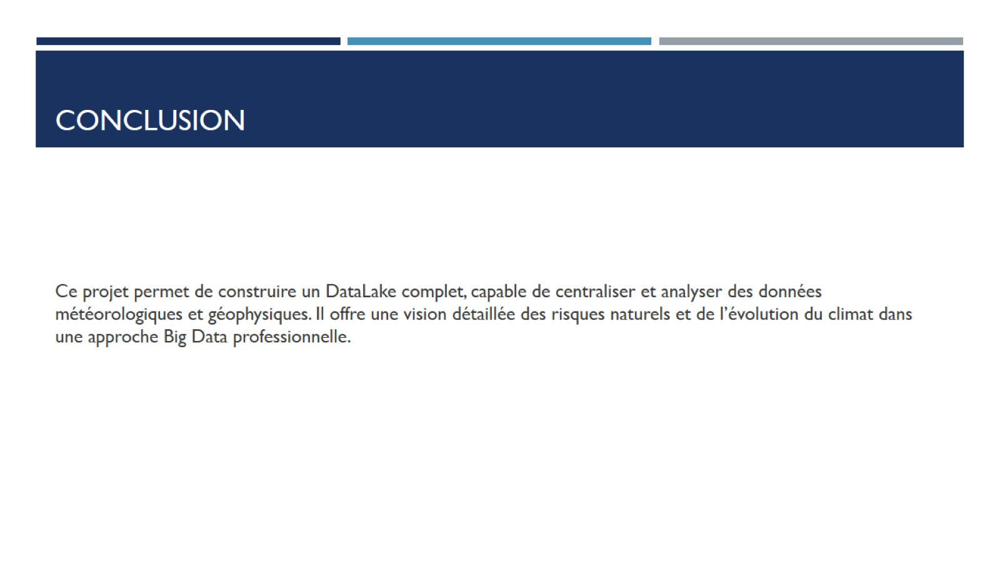 CONCLUSION
Ce projet permet de construire un DataLake complet, capable de centraliser et analyser des données
météorologiques et géophysiques. Il offre une vision détaillée des risques naturels et de l’évolution du climat dans
une approche Big Data professionnelle.